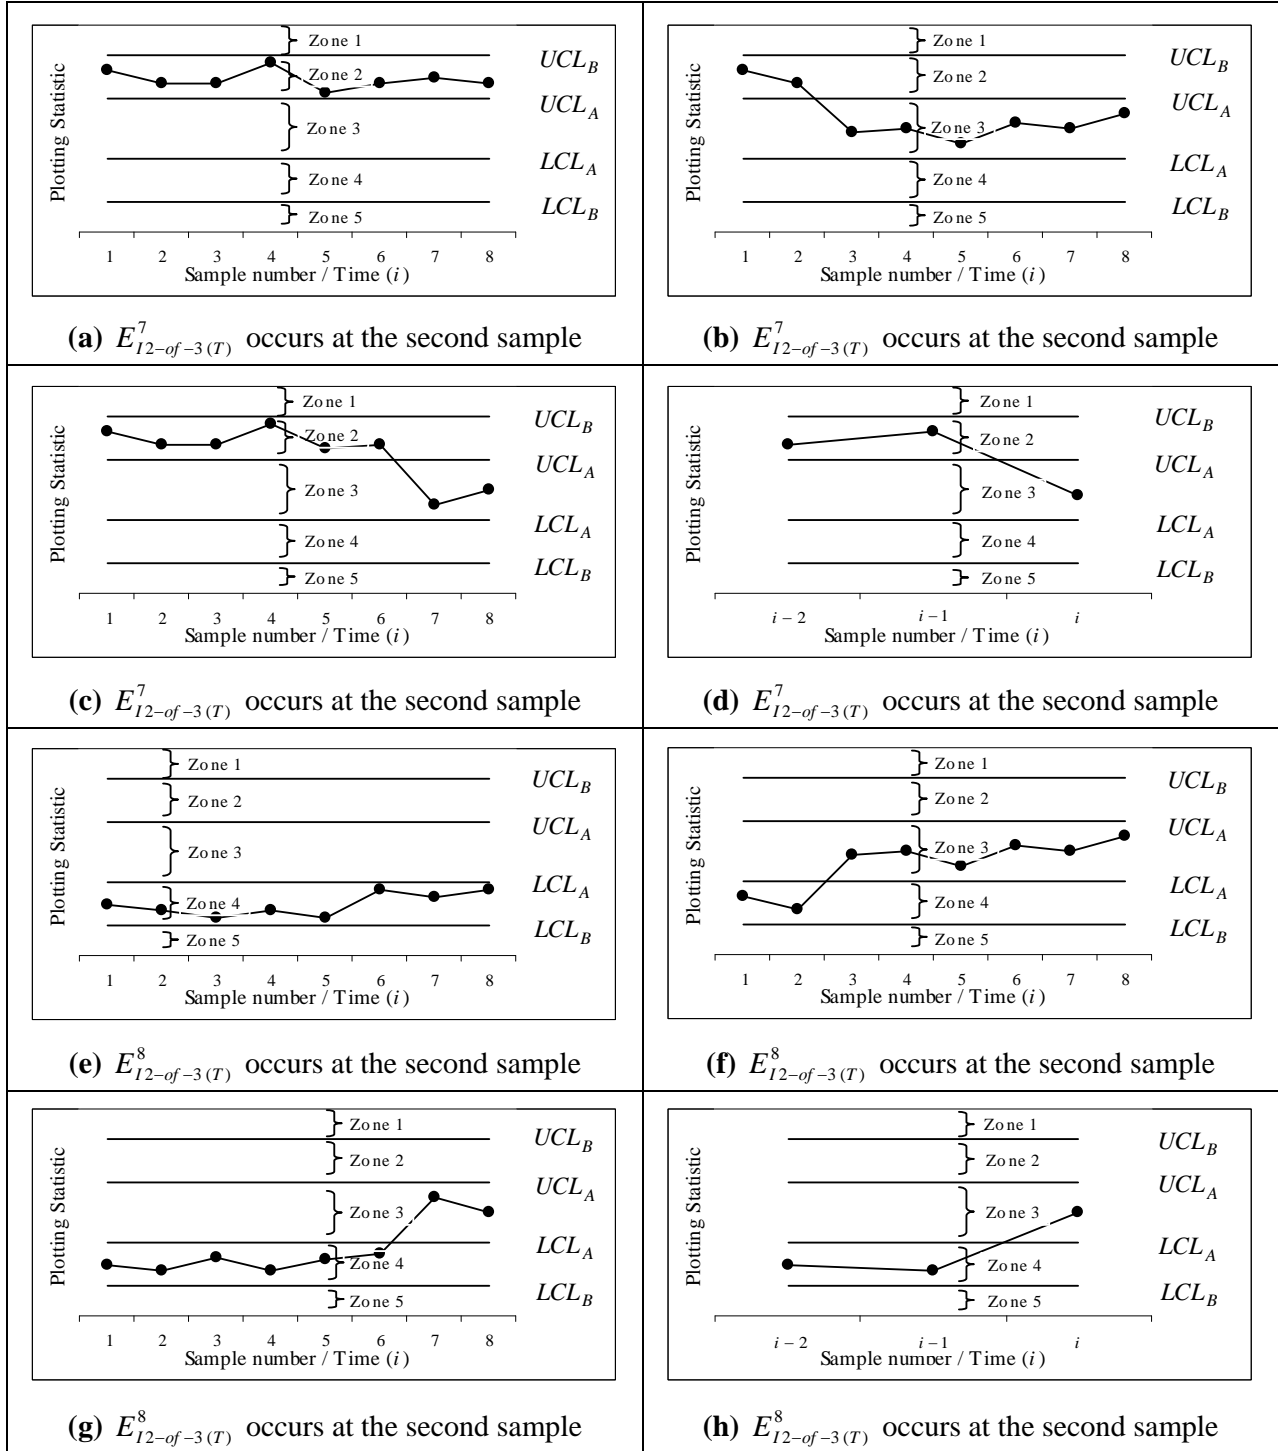 Plotting Statistic
Zone 1
Zone 2
Zone 3
Zone 4
Zone 5
UCL_B
UCL_A
LCL_A
LCL_B
1 2 3 4 5 6 7 8
Sample number / Time (i)
(a) E^7_{I2-of-3(T)} occurs at the second sample
Plotting Statistic
Zone 1
Zone 2
Zone 3
Zone 4
Zone 5
UCL_B
UCL_A
LCL_A
LCL_B
1 2 3 4 5 6 7 8
Sample number / Time (i)
(b) E^7_{I2-of-3(T)} occurs at the second sample
Plotting Statistic
Zone 1
Zone 2
Zone 3
Zone 4
Zone 5
UCL_B
UCL_A
LCL_A
LCL_B
1 2 3 4 5 6 7 8
Sample number / Time (i)
(c) E^7_{I2-of-3(T)} occurs at the second sample
Plotting Statistic
Zone 1
Zone 2
Zone 3
Zone 4
Zone 5
UCL_B
UCL_A
LCL_A
LCL_B
i-2 i-1 i
Sample number / Time (i)
(d) E^7_{I2-of-3(T)} occurs at the second sample
Plotting Statistic
Zone 1
Zone 2
Zone 3
Zone 4
Zone 5
UCL_B
UCL_A
LCL_A
LCL_B
1 2 3 4 5 6 7 8
Sample number / Time (i)
(e) E^8_{I2-of-3(T)} occurs at the second sample
Plotting Statistic
Zone 1
Zone 2
Zone 3
Zone 4
Zone 5
UCL_B
UCL_A
LCL_A
LCL_B
1 2 3 4 5 6 7 8
Sample number / Time (i)
(f) E^8_{I2-of-3(T)} occurs at the second sample
Plotting Statistic
Zone 1
Zone 2
Zone 3
Zone 4
Zone 5
UCL_B
UCL_A
LCL_A
LCL_B
1 2 3 4 5 6 7 8
Sample number / Time (i)
(g) E^8_{I2-of-3(T)} occurs at the second sample
Plotting Statistic
Zone 1
Zone 2
Zone 3
Zone 4
Zone 5
UCL_B
UCL_A
LCL_A
LCL_B
i-2 i-1 i
Sample number / Time (i)
(h) E^8_{I2-of-3(T)} occurs at the second sample